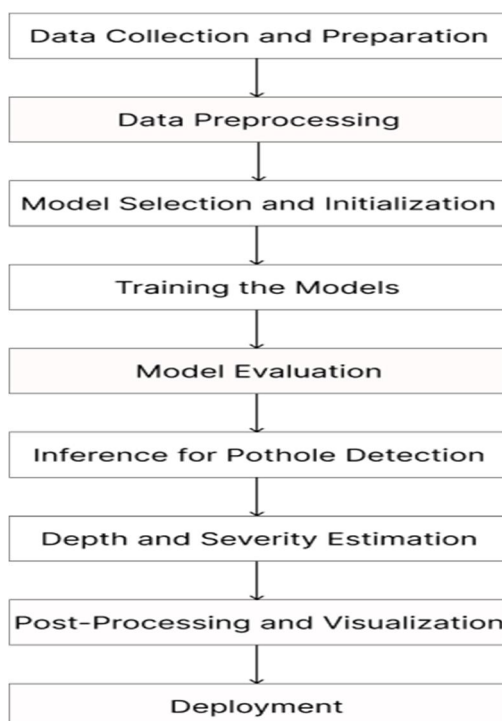 Data Collection and Preparation
Data Preprocessing
Model Selection and Initialization
Training the Models
Model Evaluation
Inference for Pothole Detection
Depth and Severity Estimation
Post-Processing and Visualization
Deployment